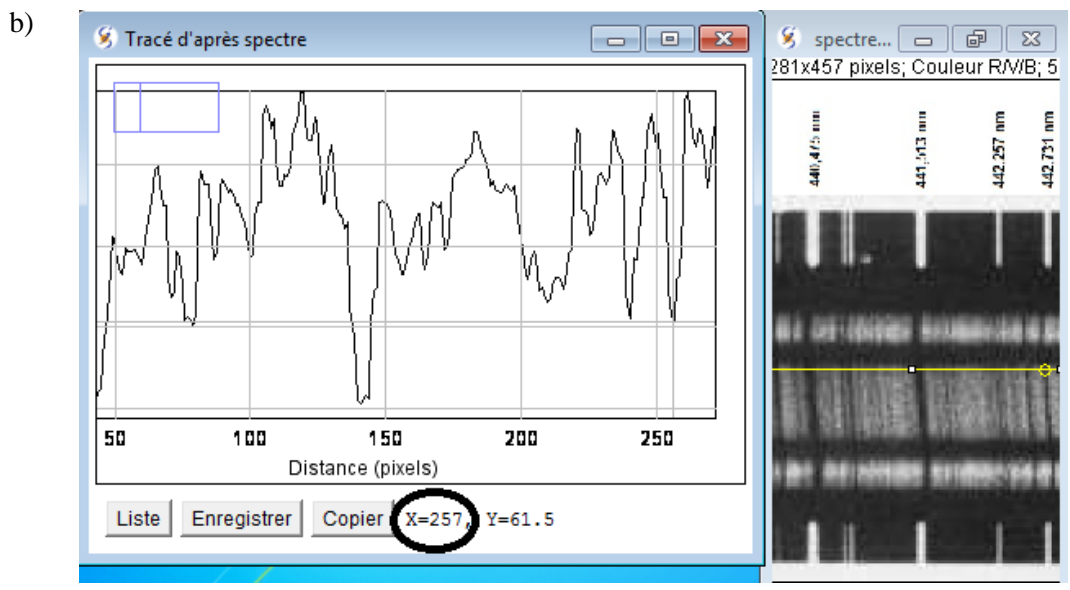 b)
Tracé d'après spectre
50 100 150 200 250
Distance (pixels)
Liste Enregistrer Copier X=257, Y=61.5
spectre...
281x457 pixels; Couleur R/V/B; 5
440,475 nm
441,513 nm
442.257 nm
442.731 nm